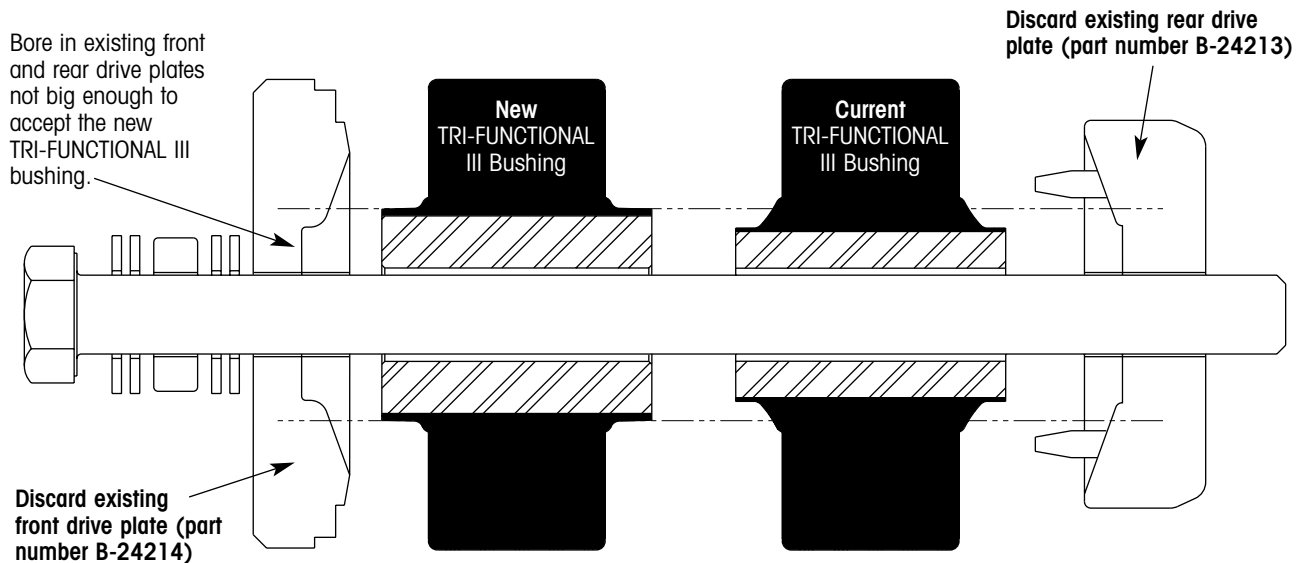 Bore in existing front
and rear drive plates
not big enough to
accept the new
TRI-FUNCTIONAL III
bushing.
New
TRI-FUNCTIONAL
III Bushing
Current
TRI-FUNCTIONAL
III Bushing
Discard existing rear drive
plate (part number B-24213)
Discard existing
front drive plate (part
number B-24214)